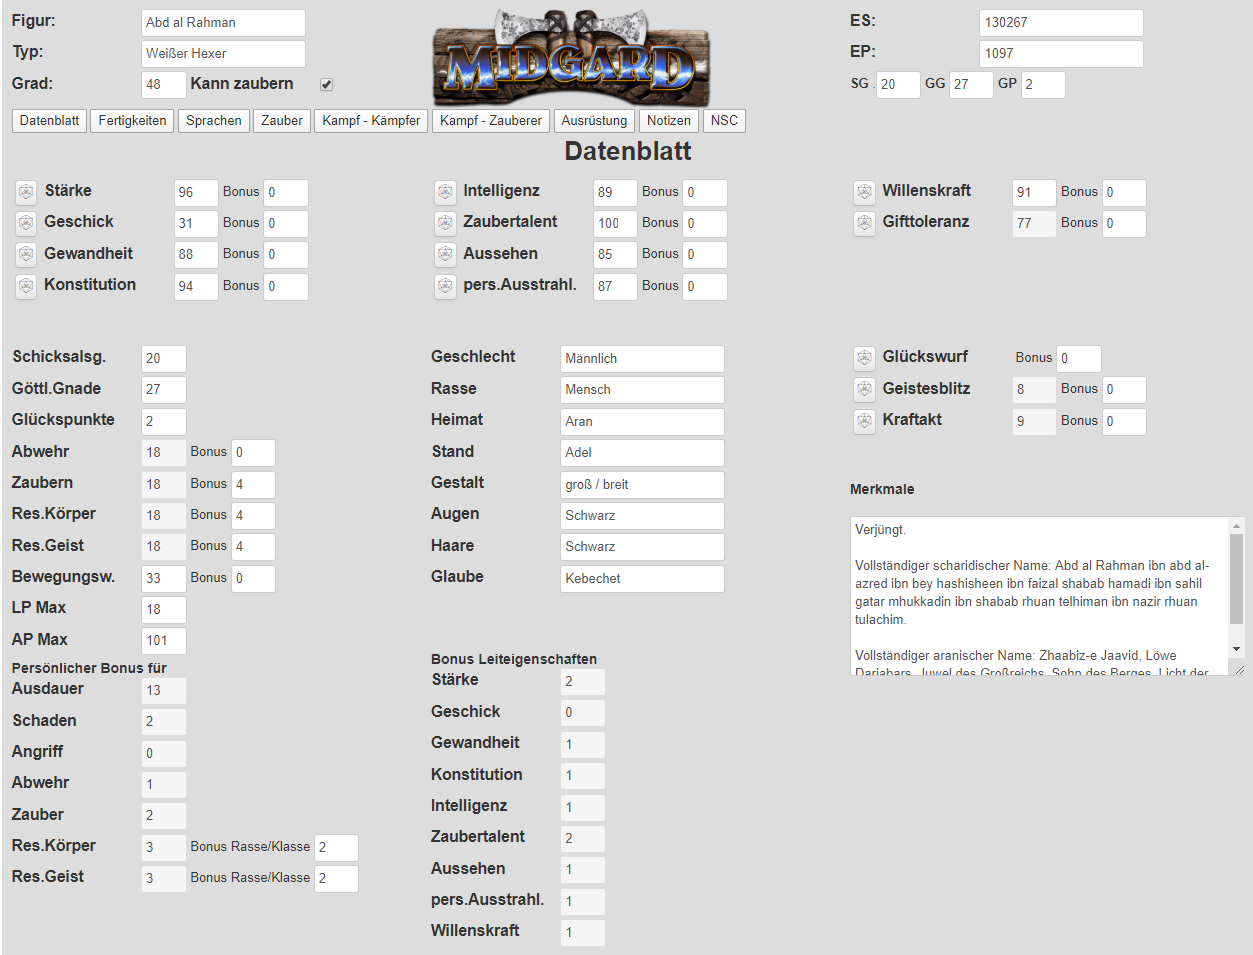 Figur: Abd al Rahman
Typ: Weißer Hexer
Grad: 48 Kann zaubern
MIDGARD
ES: 130267
EP: 1097
SG . 20 GG 27 GP 2
Datenblatt Fertigkeiten Sprachen Zauber Kampf - Kämpfer Kampf - Zauberer Ausrüstung Notizen NSC
Datenblatt
Stärke 96 Bonus 0
Geschick 31 Bonus 0
Gewandheit 88 Bonus 0
Konstitution 94 Bonus 0
Intelligenz 89 Bonus 0
Zaubertalent 100 Bonus 0
Aussehen 85 Bonus 0
pers.Ausstrahl. 87 Bonus 0
Willenskraft 91 Bonus 0
Gifttoleranz 77 Bonus 0
Schicksalsg. 20
Göttl.Gnade 27
Glückspunkte 2
Abwehr 18 Bonus 0
Zaubern 18 Bonus 4
Res.Körper 18 Bonus 4
Res.Geist 18 Bonus 4
Bewegungsw. 33 Bonus 0
LP Max 18
AP Max 101
Persönlicher Bonus für
Ausdauer 13
Schaden 2
Angriff 0
Abwehr 1
Zauber 2
Res.Körper 3 Bonus Rasse/Klasse 2
Res.Geist 3 Bonus Rasse/Klasse 2
Geschlecht Männlich
Rasse Mensch
Heimat Aran
Stand Adel
Gestalt groß / breit
Augen Schwarz
Haare Schwarz
Glaube Kebechet
Bonus Leiteigenschaften
Stärke 2
Geschick 0
Gewandheit 1
Konstitution 1
Intelligenz 1
Zaubertalent 2
Aussehen 1
pers.Ausstrahl. 1
Willenskraft 1
Glückswurf Bonus 0
Geistesblitz 8 Bonus 0
Kraftakt 9 Bonus 0
Merkmale
Verjüngt.
Vollständiger scharidischer Name: Abd al Rahman ibn abd al-
azred ibn bey hashisheen ibn faizal shabab hamadi ibn sahil
gatar mhukkadin ibn shabab rhuan telhiman ibn nazir rhuan
tulachim.
Vollständiger aranischer Name: Zhaabiz-e Jaavid, Löwe
Dariabars, Juwel des Großreichs, Sohn des Berges, Licht der